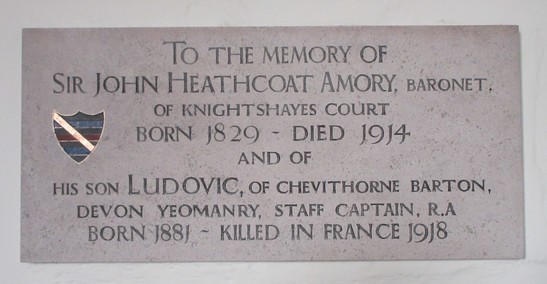 TO THE MEMORY OF
SIR JOHN HEATHCOAT AMORY, BARONET,
OF KNIGHTSHAYES COURT
BORN 1829 - DIED 1914
AND OF
HIS SON LUDOVIC, OF CHEVITHORNE BARTON,
DEVON YEOMANRY, STAFF CAPTAIN, R.A
BORN 1881 - KILLED IN FRANCE 1918